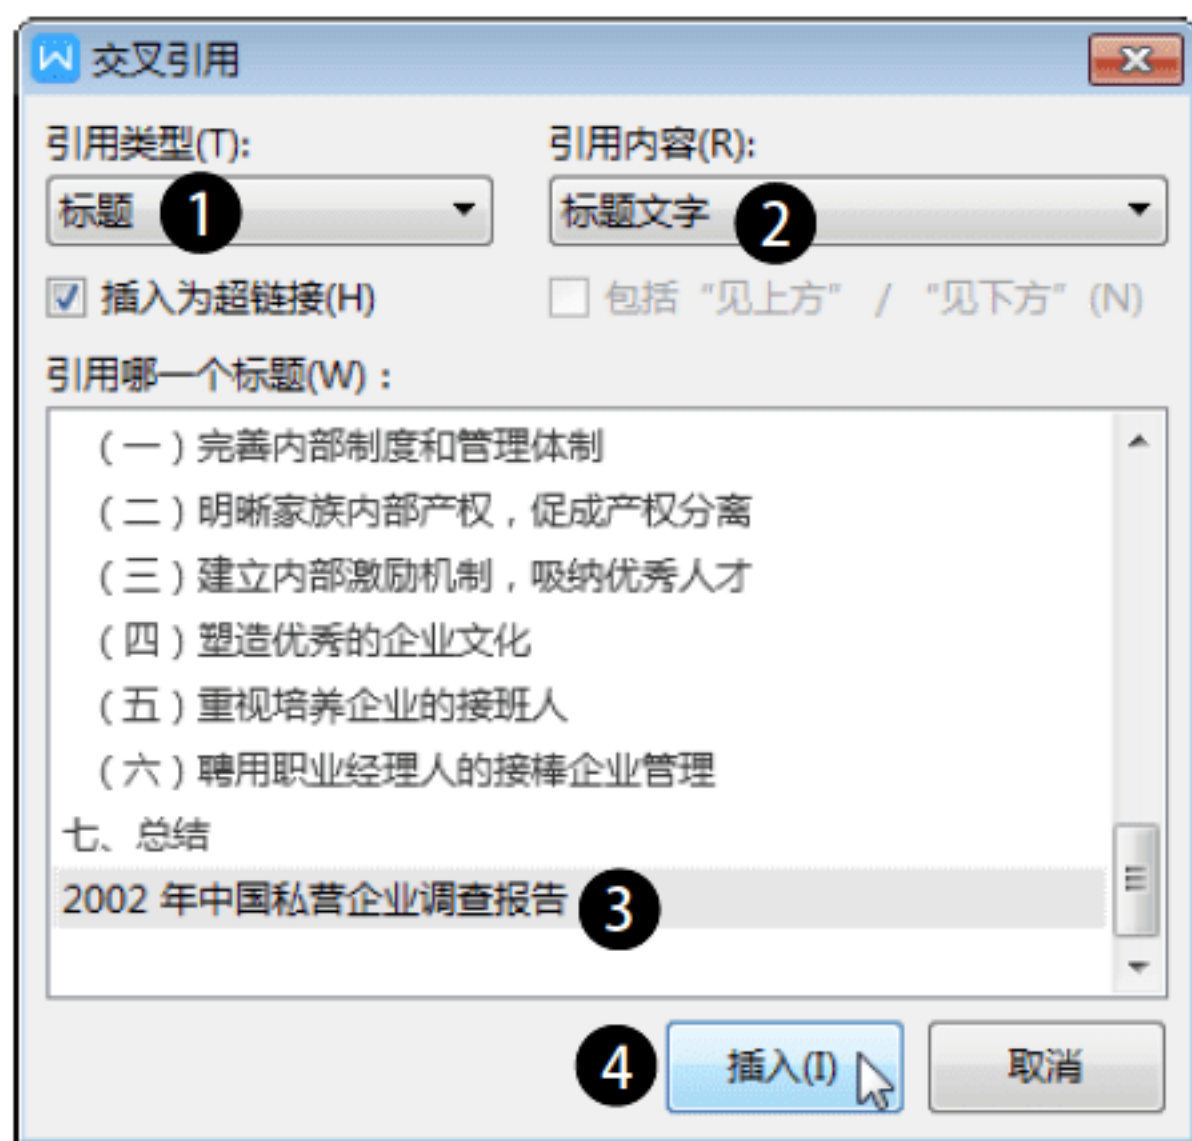 交叉引用
引用类型(T): 引用内容(R):
标题 1 标题文字 2
插入为超链接(H) 包括“见上方” / “见下方” (N)
引用哪一个标题(W)：
(一)完善内部制度和管理体制
(二)明晰家族内部产权，促成产权分离
(三)建立内部激励机制，吸纳优秀人才
(四)塑造优秀的企业文化
(五)重视培养企业的接班人
(六)聘用职业经理人的接棒企业管理
七、总结
2002 年中国私营企业调查报告 3
4 插入(I) 取消